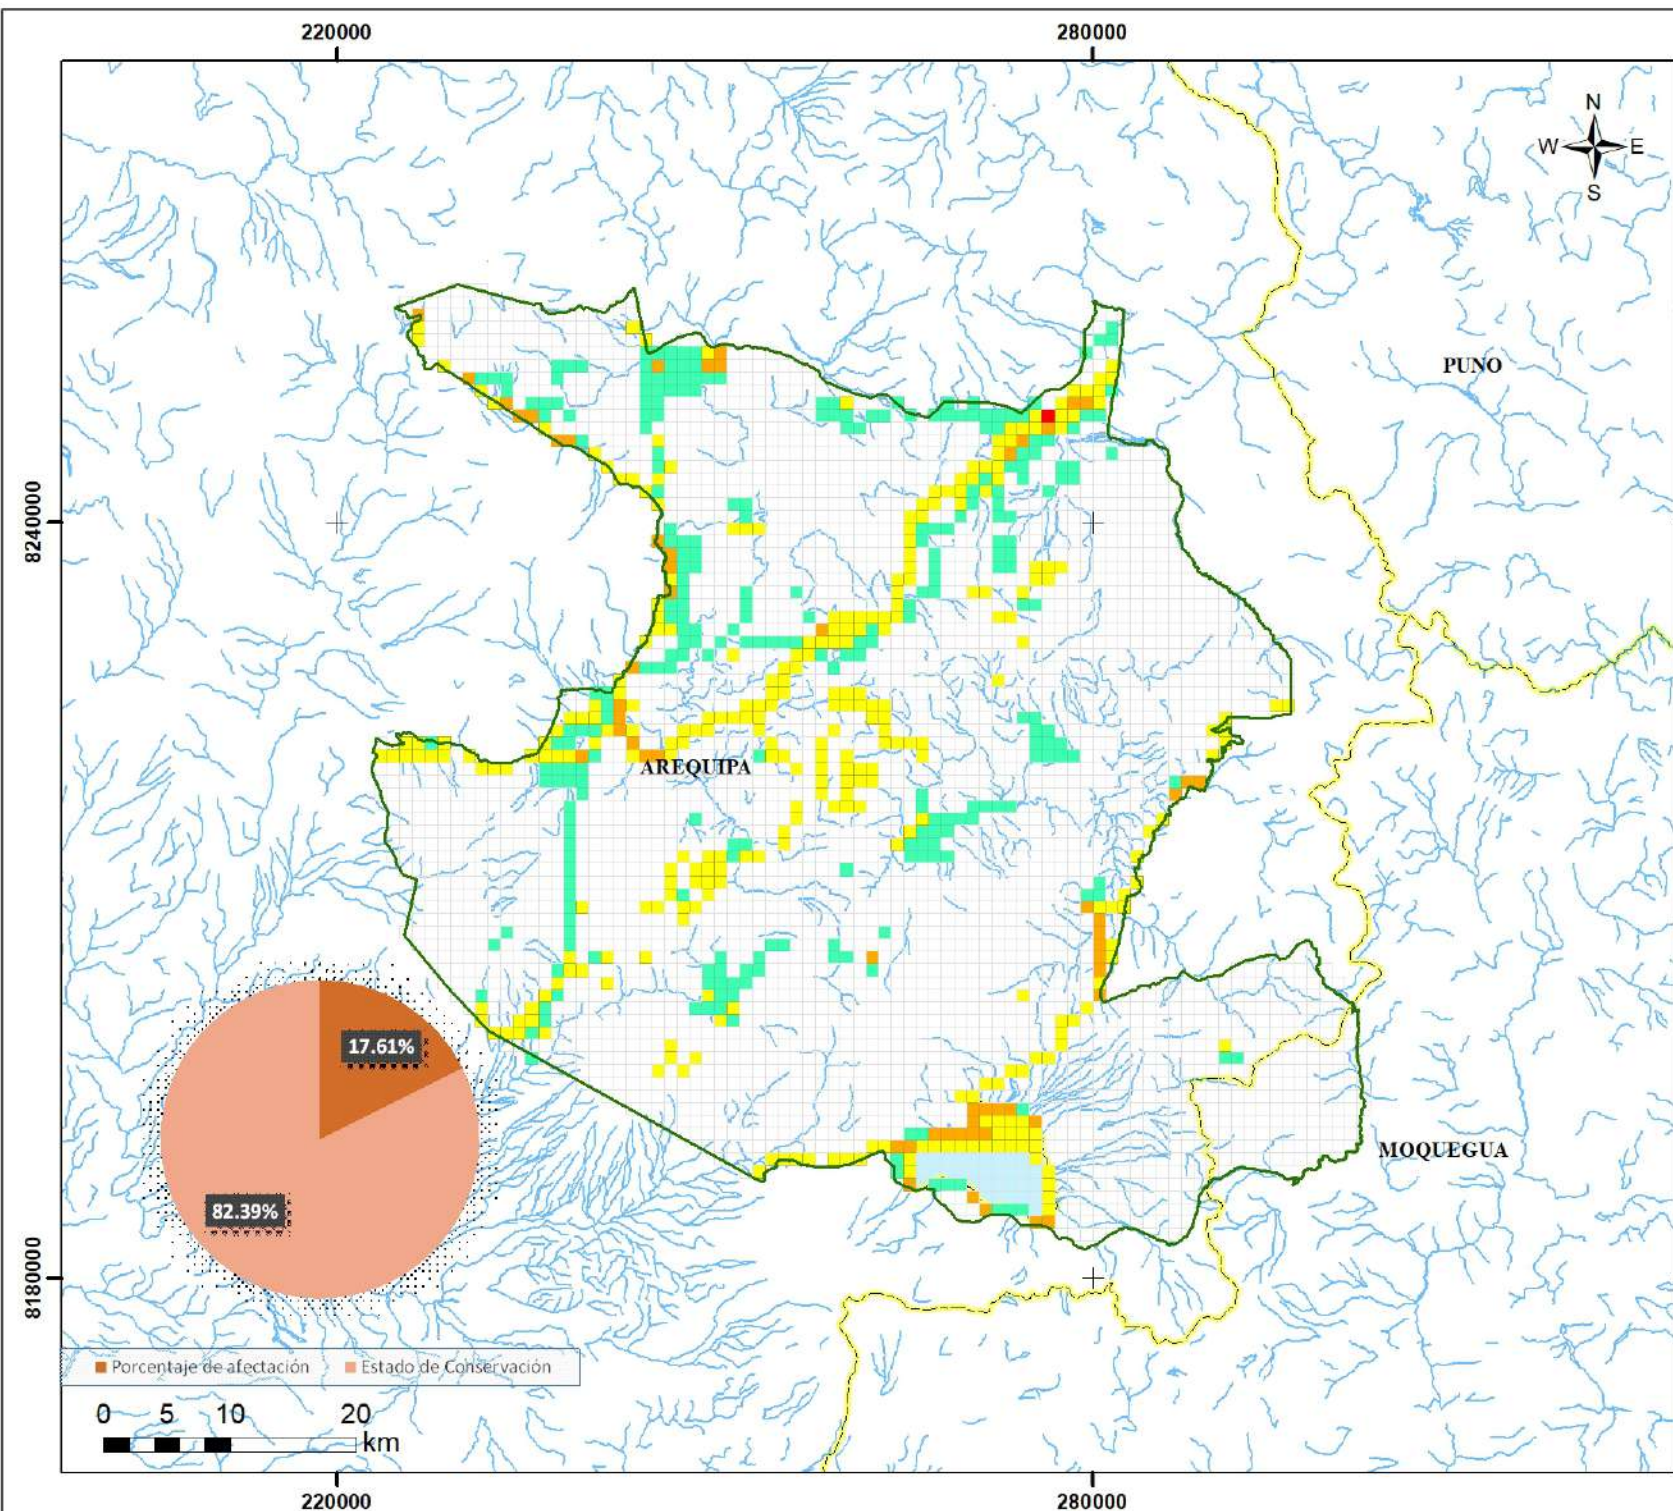 220000 280000
N
W E
S
PUNO
8240000
AREQUIPA
17.61%
MOQUEGUA
82.39%
8180000
Porcentaje de afectación Estado de Conservación
0 5 10 20
km
220000 280000